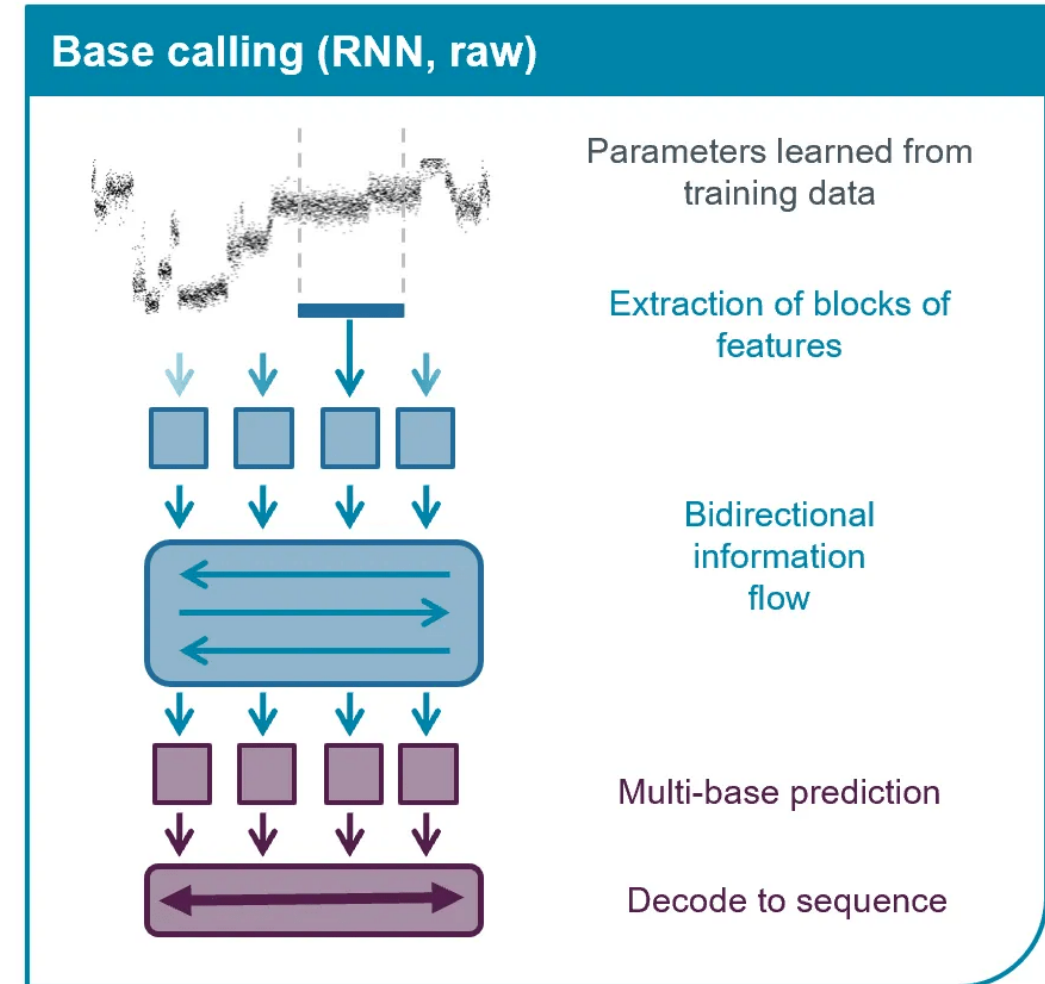 Base calling (RNN, raw)
Parameters learned from
training data
Extraction of blocks of
features
Bidirectional
information
flow
Multi-base prediction
Decode to sequence